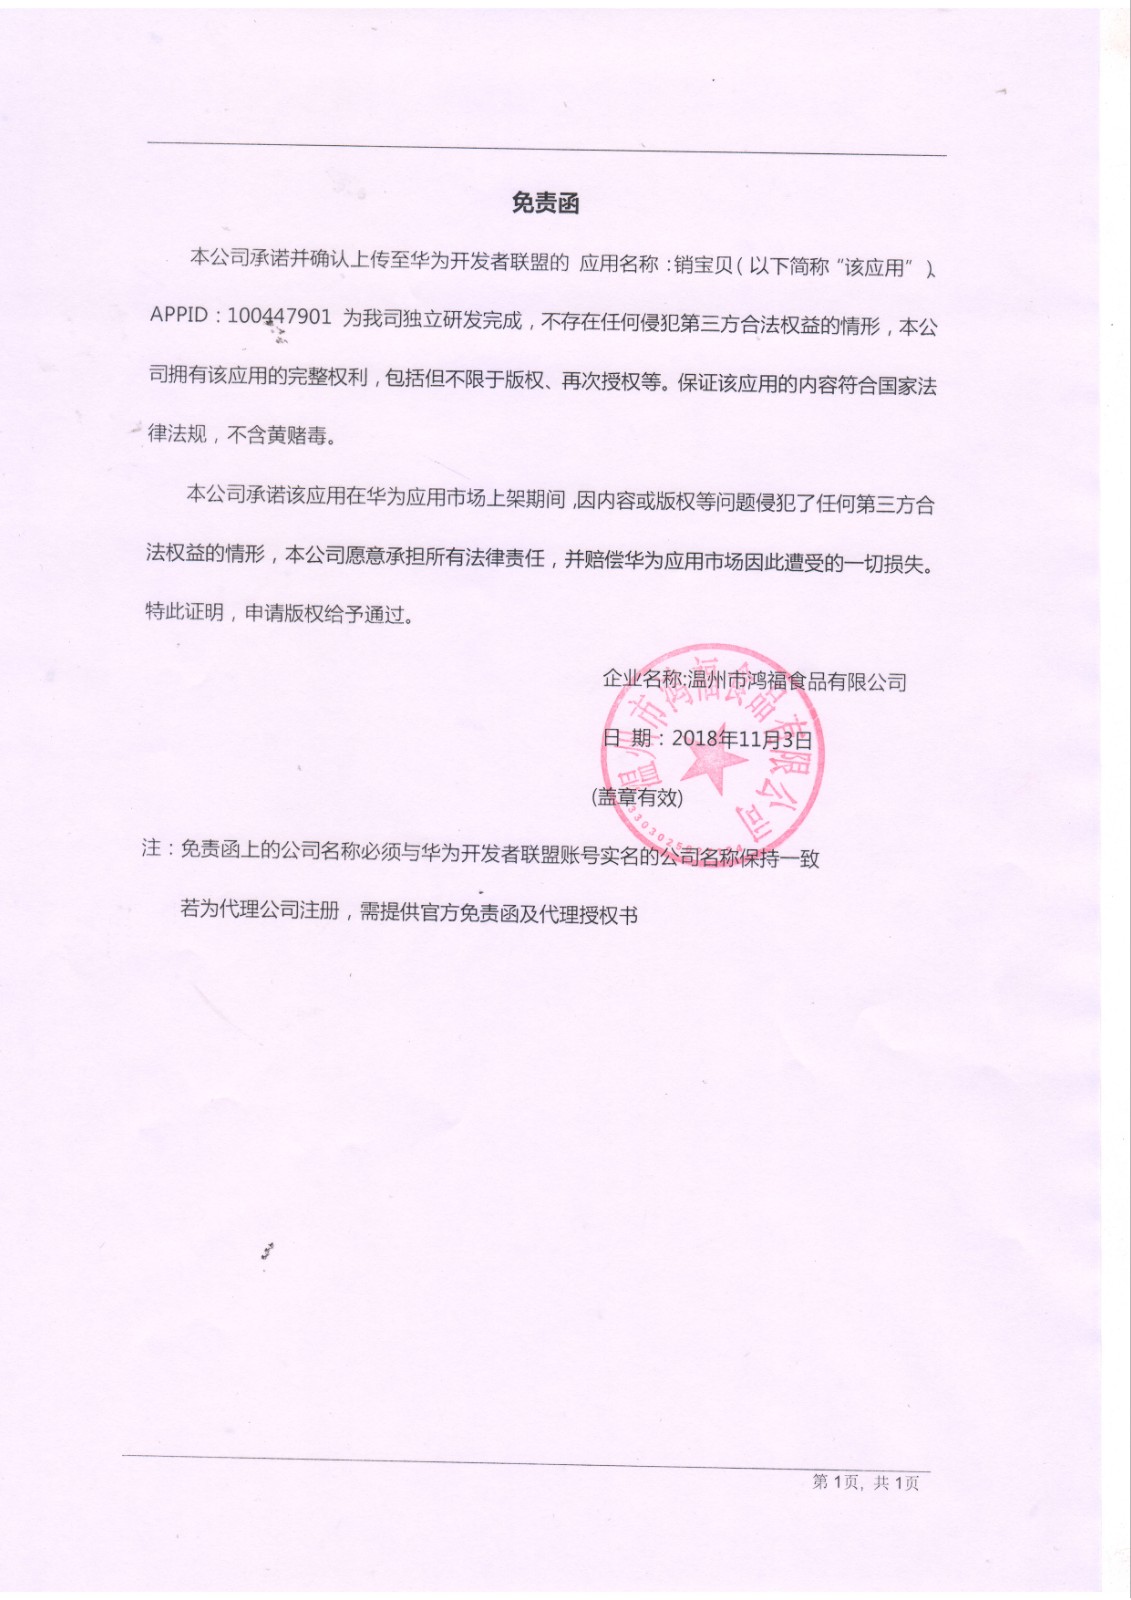 免责函
本公司承诺并确认上传至华为开发者联盟的 应用名称：销宝贝（以下简称“该应用”）、
APPID：100447901 为我司独立研发完成，不存在任何侵犯第三方合法权益的情形，本公
司拥有该应用的完整权利，包括但不限于版权、再次授权等。保证该应用的内容符合国家法
律法规，不含黄赌毒。
本公司承诺该应用在华为应用市场上架期间，因内容或版权等问题侵犯了任何第三方合
法权益的情形，本公司愿意承担所有法律责任，并赔偿华为应用市场因此遭受的一切损失。
特此证明，申请版权给予通过。
企业名称:温州市鸿福食品有限公司
日 期：2018年11月3日
(盖章有效)
温州市鸿福食品有限公司
注：免责函上的公司名称必须与华为开发者联盟账号实名的公司名称保持一致
若为代理公司注册，需提供官方免责函及代理授权书
第 1页, 共 1页